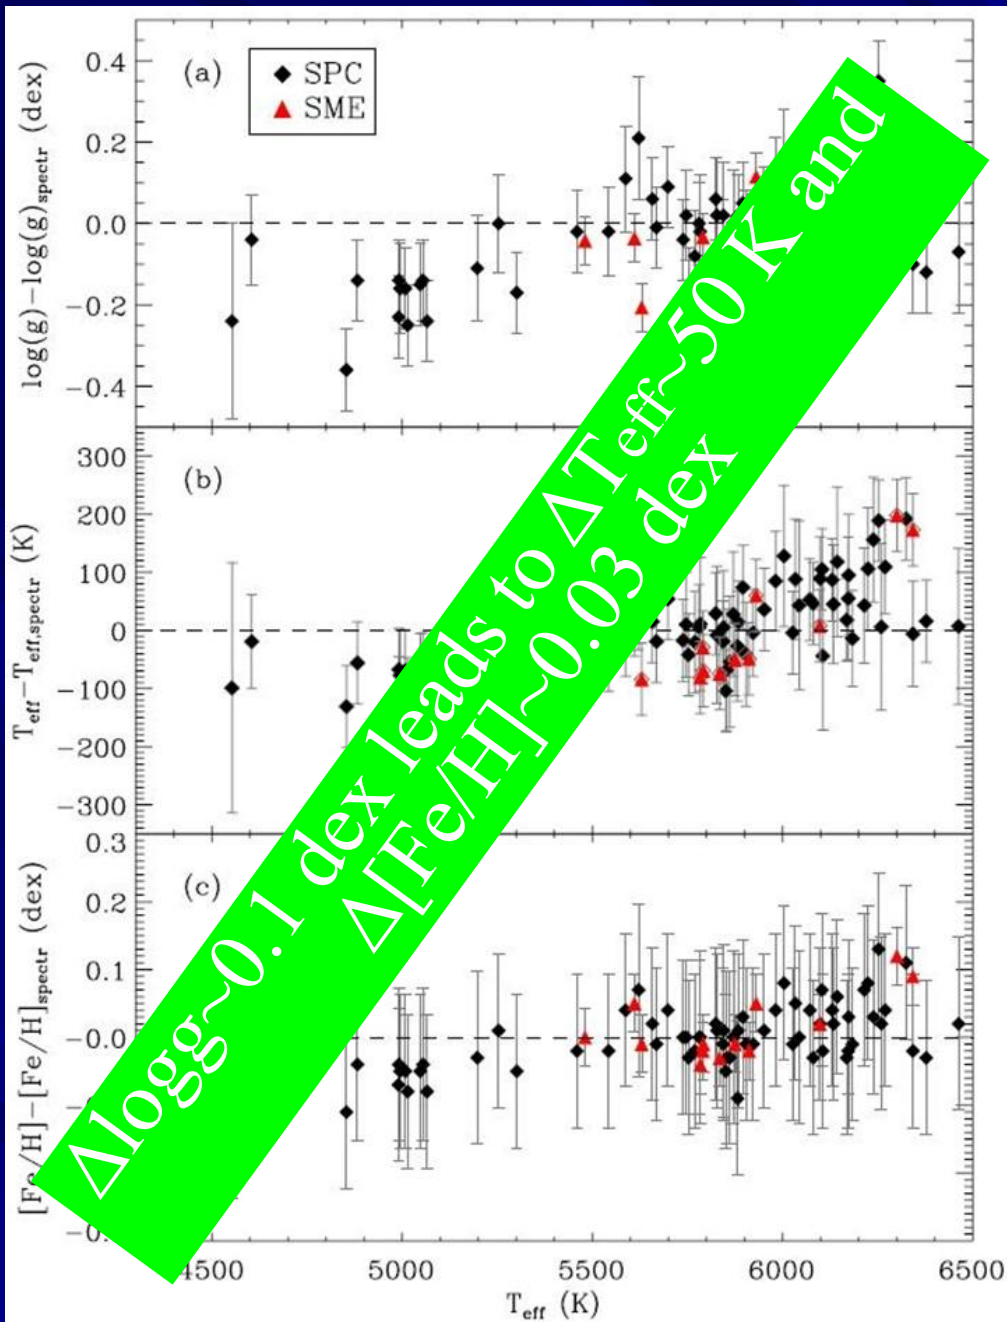 (a)
SPC
SME
log(g)−log(g)spectr (dex)
0.4
0.2
0.0
−0.2
−0.4
(b)
Teff−Teff,spectr (K)
300
200
100
0
−100
−200
−300
(c)
[Fe/H]−[Fe/H]spectr (dex)
0.3
0.2
0.1
−0.0
4500 5000 5500 6000 6500
Teff (K)
Δlogg~0.1 dex leads to ΔTeff~50 K and
Δ[Fe/H]~0.03 dex